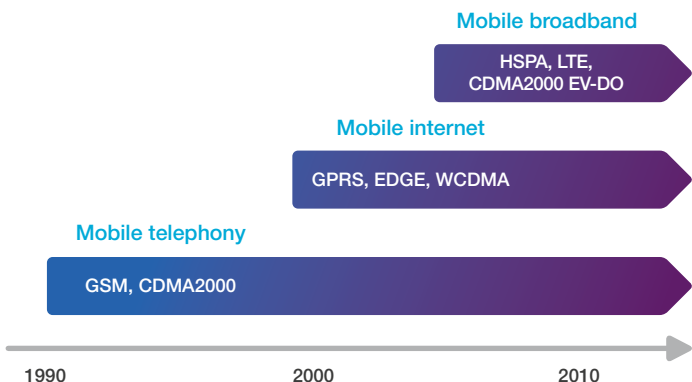 Mobile broadband
HSPA, LTE,
CDMA2000 EV-DO
Mobile internet
GPRS, EDGE, WCDMA
Mobile telephony
GSM, CDMA2000
1990
2000
2010